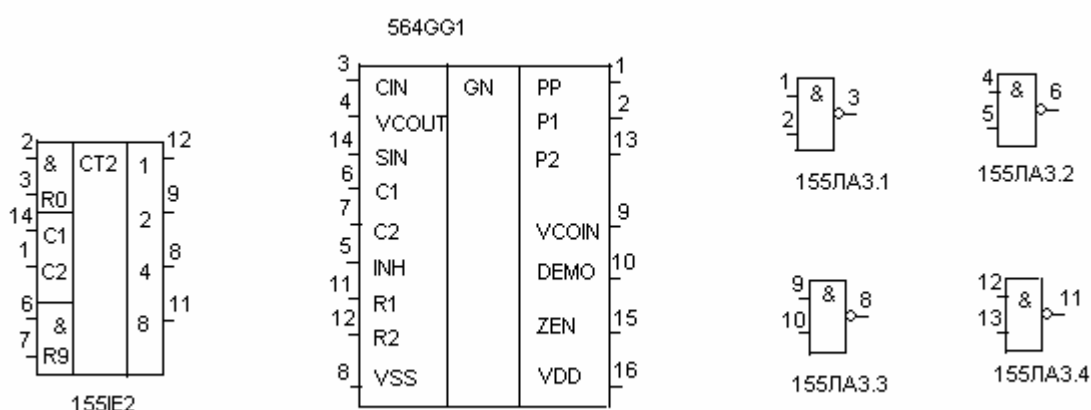 564GG1
3 CIN GN PP 1
4 VCOUT P1 2
14 SIN P2 13
6 C1
7 C2 VCOIN 9
5 INH DEMO 10
11 R1
12 R2 ZEN 15
8 VSS VDD 16
2 & CT2 1 12
3 R0 2 9
14 C1
1 C2 4 8
6 & 8 11
7 R9
155IE2
1 & 3
2
155ЛА3.1
4 & 6
5
155ЛА3.2
9 & 8
10
155ЛА3.3
12 & 11
13
155ЛА3.4